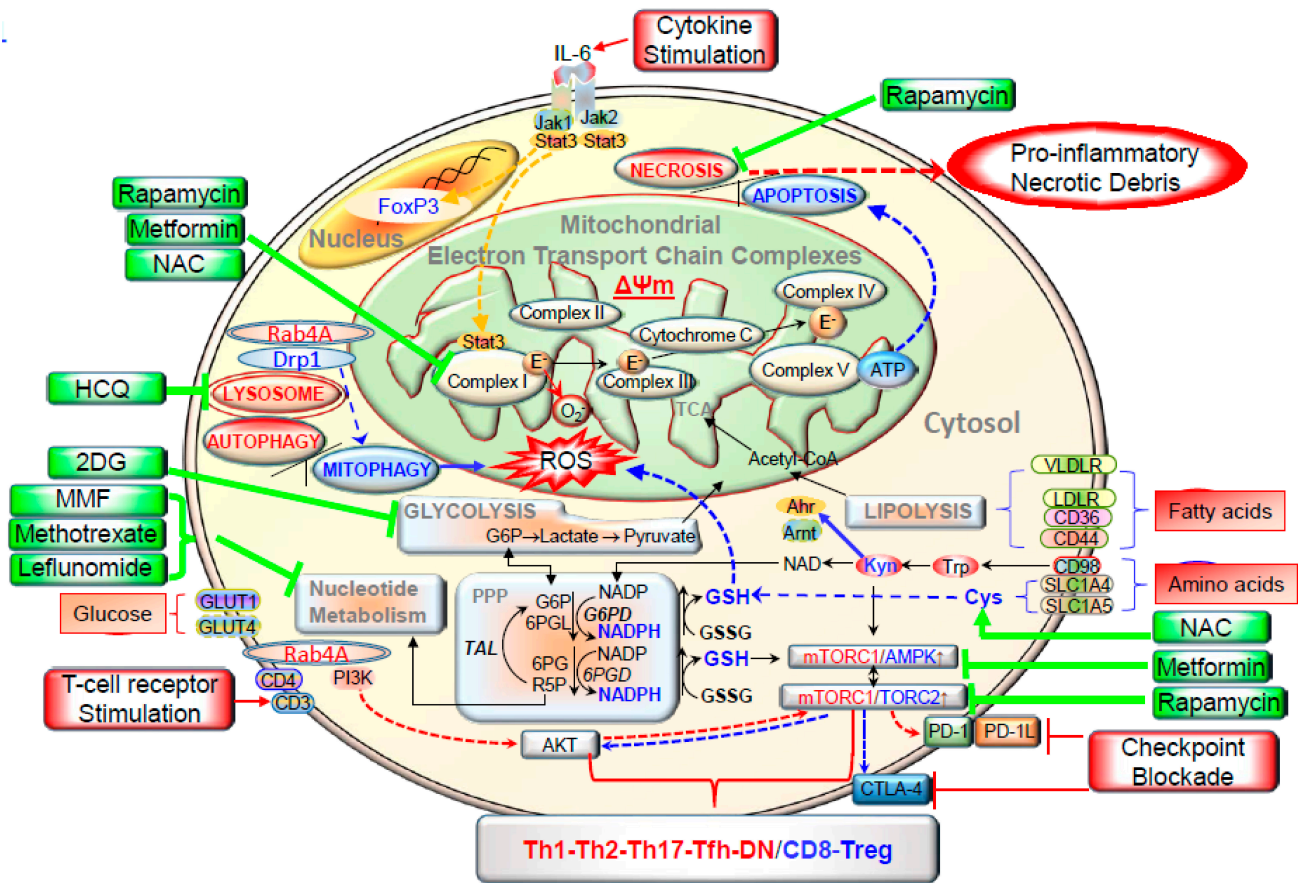 Cytokine
Stimulation
IL-6
Jak1
Jak2
Stat3
Stat3
Rapamycin
NECROSIS
APOPTOSIS
Pro-inflammatory
Necrotic Debris
Rapamycin
Metformin
NAC
FoxP3
Nucleus
Mitochondrial
Electron Transport Chain Complexes
ΔΨm
Complex IV
E-
Complex II
Cytochrome C
Stat3
Complex I
E-
E-
Complex III
Complex V
ATP
O2-
TCA
Rab4A
Drp1
HCQ
LYSOSOME
AUTOPHAGY
MITOPHAGY
ROS
Cytosol
2DG
MMF
Methotrexate
Leflunomide
GLYCOLYSIS
G6P→Lactate→Pyruvate
Acetyl-CoA
LIPOLYSIS
VLDLR
LDLR
CD36
CD44
Fatty acids
Ahr
Arnt
NAD
Kyn
Trp
CD98
SLC1A4
SLC1A5
Amino acids
Cys
Nucleotide
Metabolism
Glucose
GLUT1
GLUT4
PPP
G6P
6PGL
NADP
G6PD
NADPH
TAL
6PG
R5P
NADP
6PGD
NADPH
GSH
GSSG
GSH
GSSG
mTORC1/AMPK↑
mTORC1/TORC2↑
NAC
Metformin
Rapamycin
Rab4A
CD4
CD3
PI3K
T-cell receptor
Stimulation
AKT
PD-1
PD-1L
CTLA-4
Checkpoint
Blockade
Th1-Th2-Th17-Tfh-DN/CD8-Treg